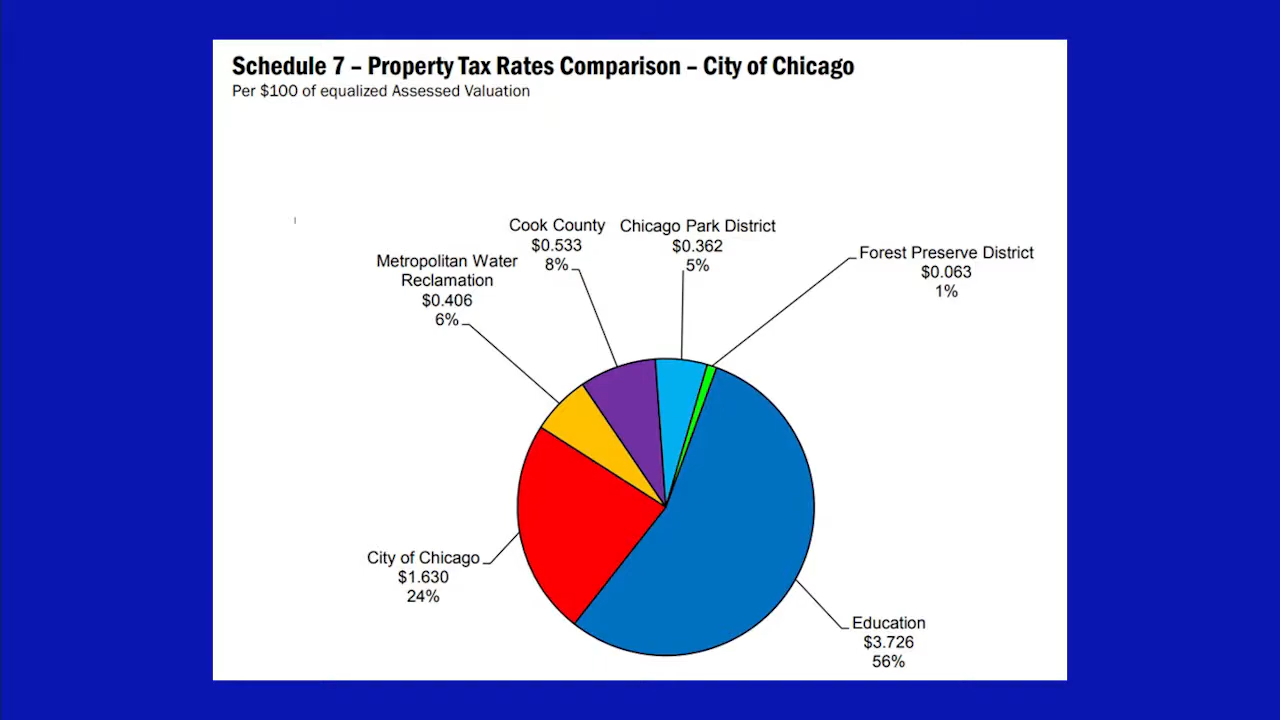 Schedule 7 – Property Tax Rates Comparison – City of Chicago
Per $100 of equalized Assessed Valuation
Cook County
$0.533
8%
Chicago Park District
$0.362
5%
Forest Preserve District
$0.063
1%
Metropolitan Water
Reclamation
$0.406
6%
City of Chicago
$1.630
24%
Education
$3.726
56%